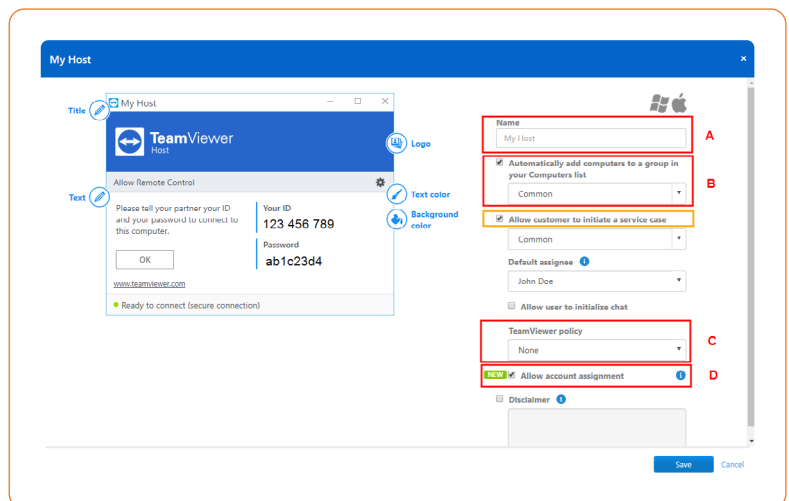 My Host
×
Title
My Host
TeamViewer
Host
Logo
Allow Remote Control
Text
Please tell your partner your ID
and your password to connect to
this computer.
OK
www.teamviewer.com
Your ID
123 456 789
Password
ab1c23d4
Text color
Background
color
Ready to connect (secure connection)
Name
My Host
A
Automatically add computers to a group in
your Computers list
Common
B
Allow customer to initiate a service case
Common
Default assignee
John Doe
Allow user to initialize chat
TeamViewer policy
None
C
NEW Allow account assignment
D
Disclaimer
Save Cancel